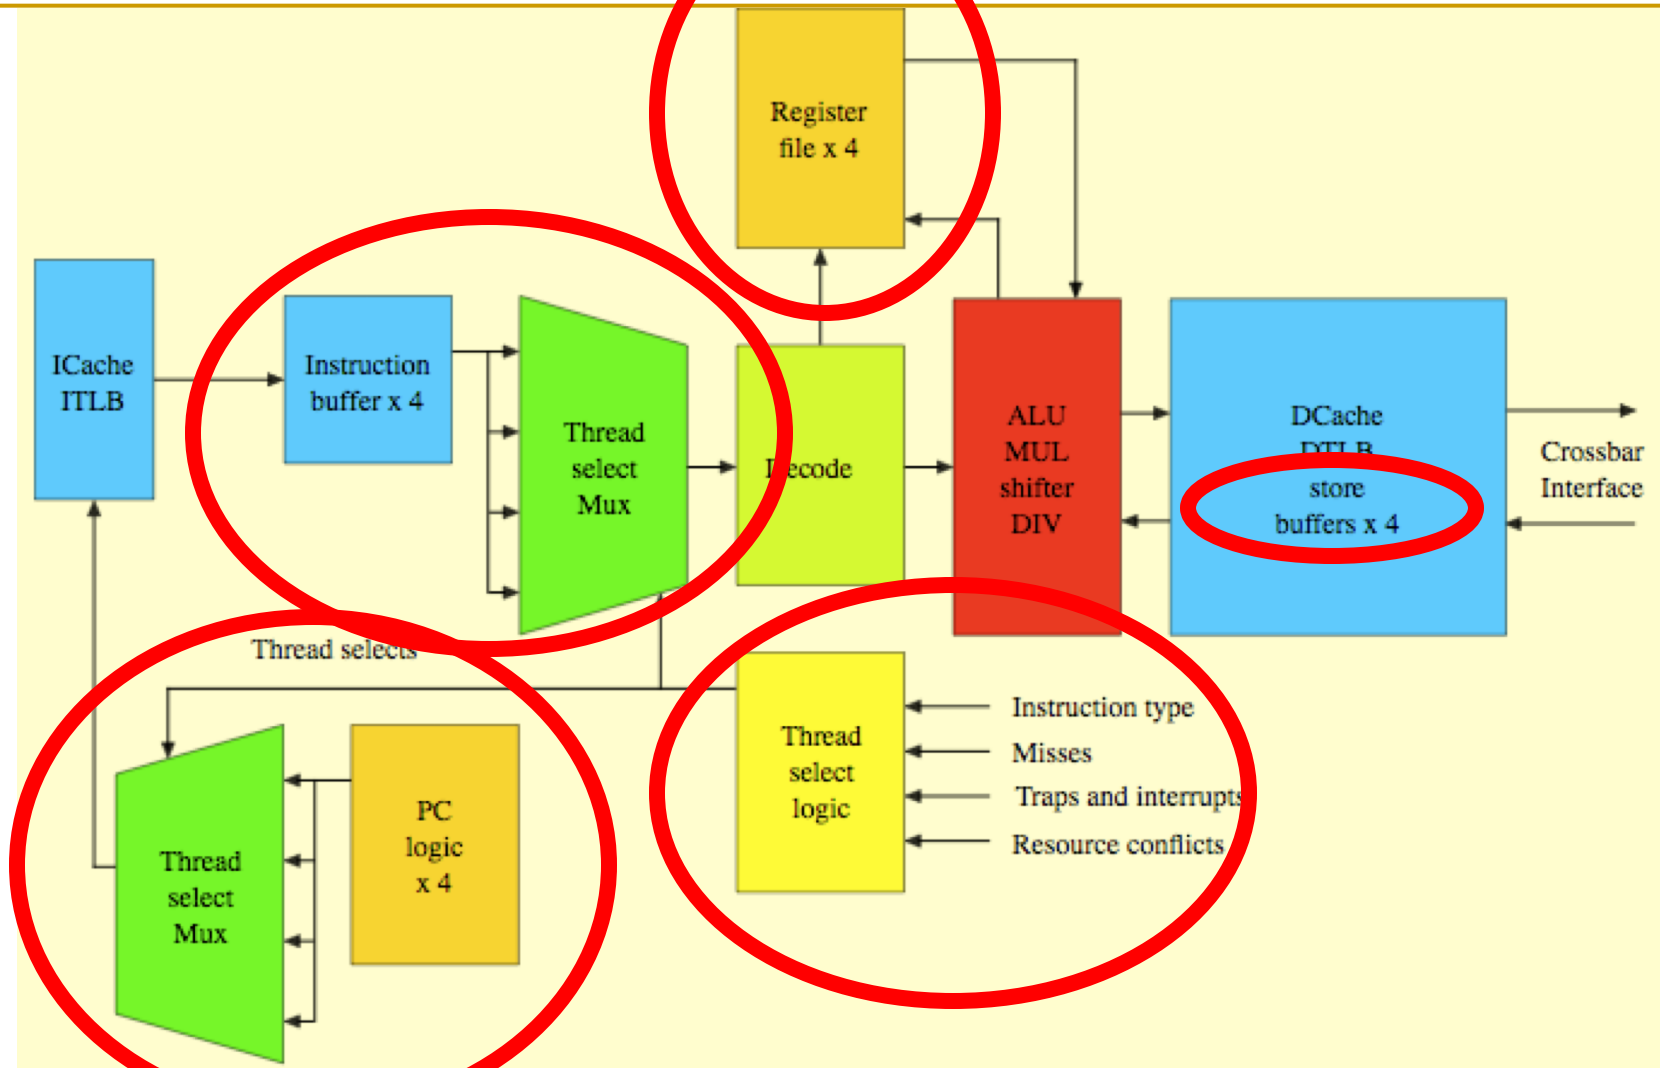 Register
file x 4
ICache
ITLB
Instruction
buffer x 4
Thread
select
Mux
Decode
ALU
MUL
shifter
DIV
DCache
DTLB
store
buffers x 4
Crossbar
Interface
Thread selects
Thread
select
Mux
PC
logic
x 4
Thread
select
logic
Instruction type
Misses
Traps and interrupts
Resource conflicts